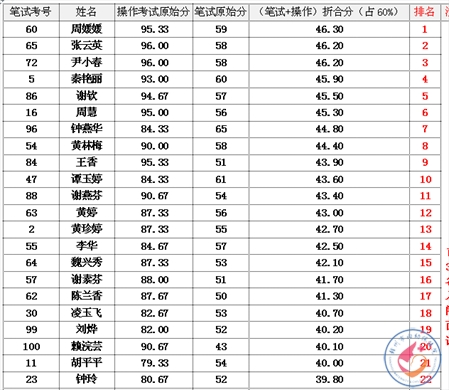 笔试考号 姓名 操作考试原始分 笔试原始分 (笔试+操作)折合分(占60%) 排名
60 周媛媛 95.33 59 46.30 1
65 张云英 96.00 58 46.20 2
72 尹小春 96.00 58 46.20 3
5 秦艳丽 93.00 60 45.90 4
86 谢钦 94.67 57 45.50 5
16 周慧 95.00 56 45.30 6
96 钟燕华 84.33 65 44.80 7
54 黄林梅 90.00 58 44.40 8
84 王香 95.33 51 43.90 9
47 谭玉婷 84.33 61 43.60 10
88 谢燕芬 90.67 54 43.40 11
63 黄婷 87.33 56 43.00 12
2 黄珍婷 87.33 55 42.70 13
55 李华 84.67 57 42.50 14
64 魏兴秀 87.33 53 42.10 15
57 谢素芬 88.00 51 41.70 16
62 陈兰香 87.67 50 41.30 17
30 凌玉飞 82.67 53 40.70 18
99 刘烨 82.00 52 40.20 19
100 赖浣芸 90.67 43 40.10 20
11 胡平平 79.33 54 40.00 21
23 钟玲 80.67 52 39.80 22